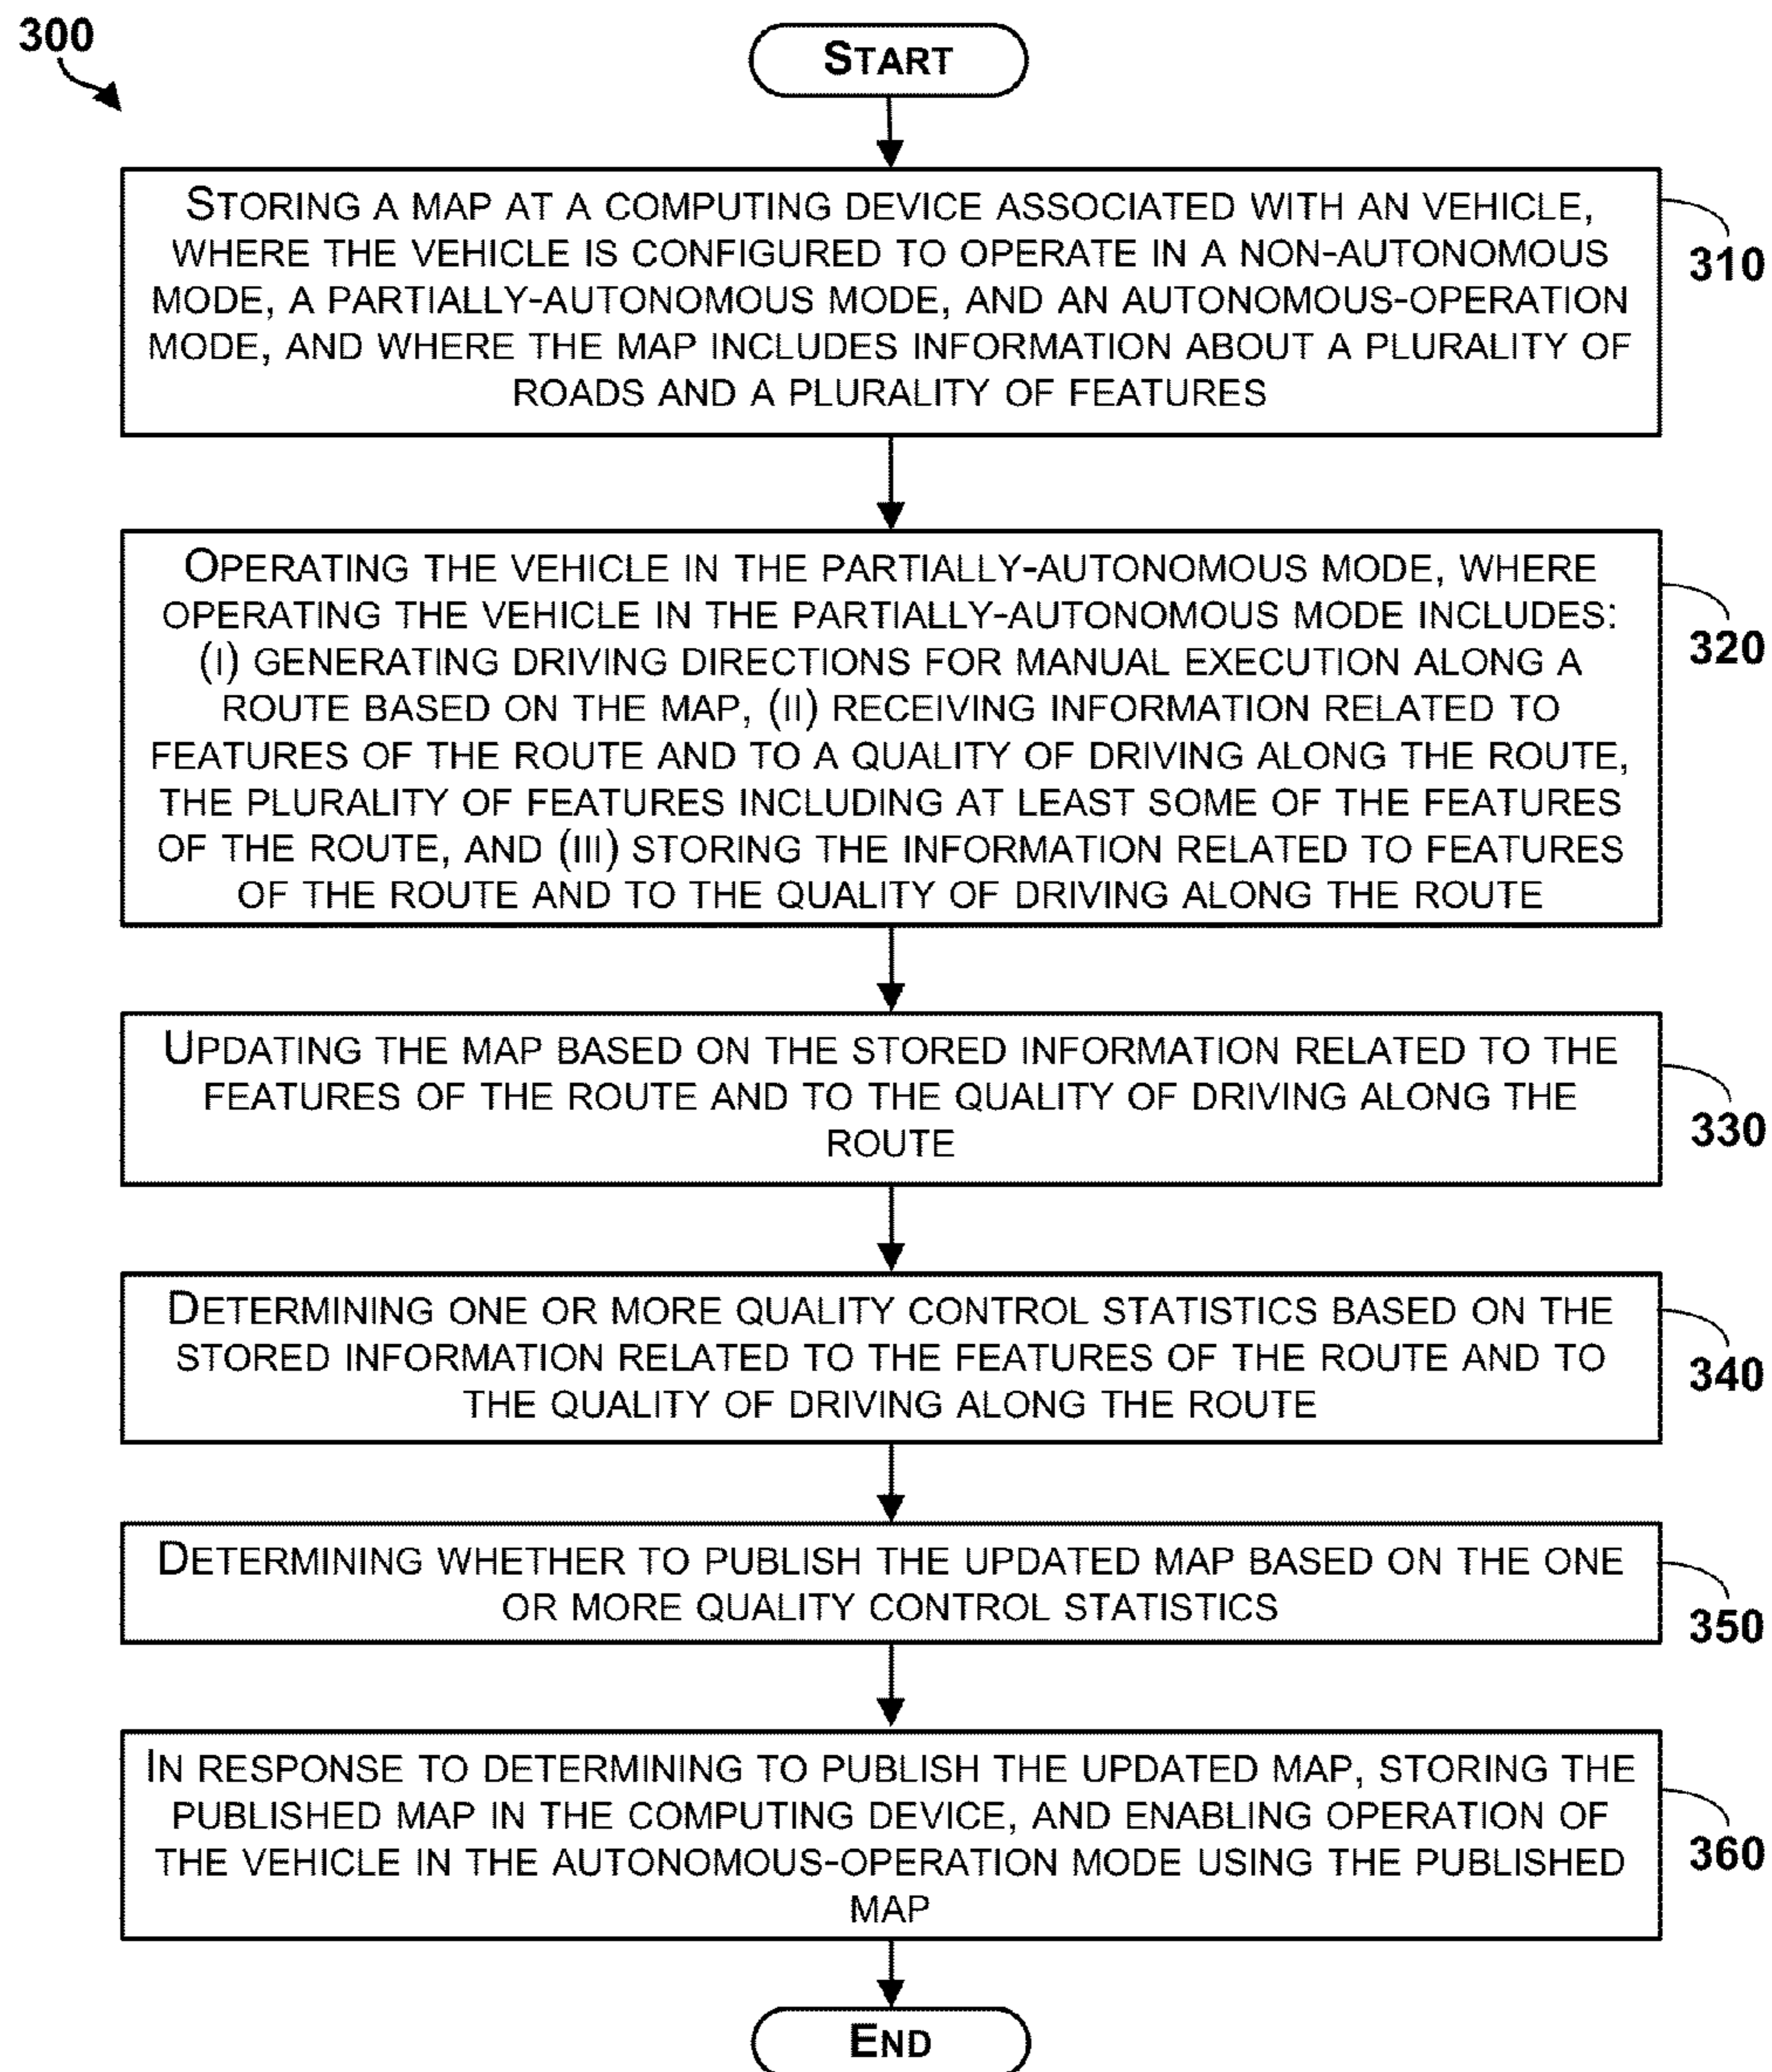 300
START
STORING A MAP AT A COMPUTING DEVICE ASSOCIATED WITH AN VEHICLE,
WHERE THE VEHICLE IS CONFIGURED TO OPERATE IN A NON-AUTONOMOUS
MODE, A PARTIALLY-AUTONOMOUS MODE, AND AN AUTONOMOUS-OPERATION
MODE, AND WHERE THE MAP INCLUDES INFORMATION ABOUT A PLURALITY OF
ROADS AND A PLURALITY OF FEATURES
310
OPERATING THE VEHICLE IN THE PARTIALLY-AUTONOMOUS MODE, WHERE
OPERATING THE VEHICLE IN THE PARTIALLY-AUTONOMOUS MODE INCLUDES:
(I) GENERATING DRIVING DIRECTIONS FOR MANUAL EXECUTION ALONG A
ROUTE BASED ON THE MAP, (II) RECEIVING INFORMATION RELATED TO
FEATURES OF THE ROUTE AND TO A QUALITY OF DRIVING ALONG THE ROUTE,
THE PLURALITY OF FEATURES INCLUDING AT LEAST SOME OF THE FEATURES
OF THE ROUTE, AND (III) STORING THE INFORMATION RELATED TO FEATURES
OF THE ROUTE AND TO THE QUALITY OF DRIVING ALONG THE ROUTE
320
UPDATING THE MAP BASED ON THE STORED INFORMATION RELATED TO THE
FEATURES OF THE ROUTE AND TO THE QUALITY OF DRIVING ALONG THE
ROUTE
330
DETERMINING ONE OR MORE QUALITY CONTROL STATISTICS BASED ON THE
STORED INFORMATION RELATED TO THE FEATURES OF THE ROUTE AND TO
THE QUALITY OF DRIVING ALONG THE ROUTE
340
DETERMINING WHETHER TO PUBLISH THE UPDATED MAP BASED ON THE ONE
OR MORE QUALITY CONTROL STATISTICS
350
IN RESPONSE TO DETERMINING TO PUBLISH THE UPDATED MAP, STORING THE
PUBLISHED MAP IN THE COMPUTING DEVICE, AND ENABLING OPERATION OF
THE VEHICLE IN THE AUTONOMOUS-OPERATION MODE USING THE PUBLISHED
MAP
360
END